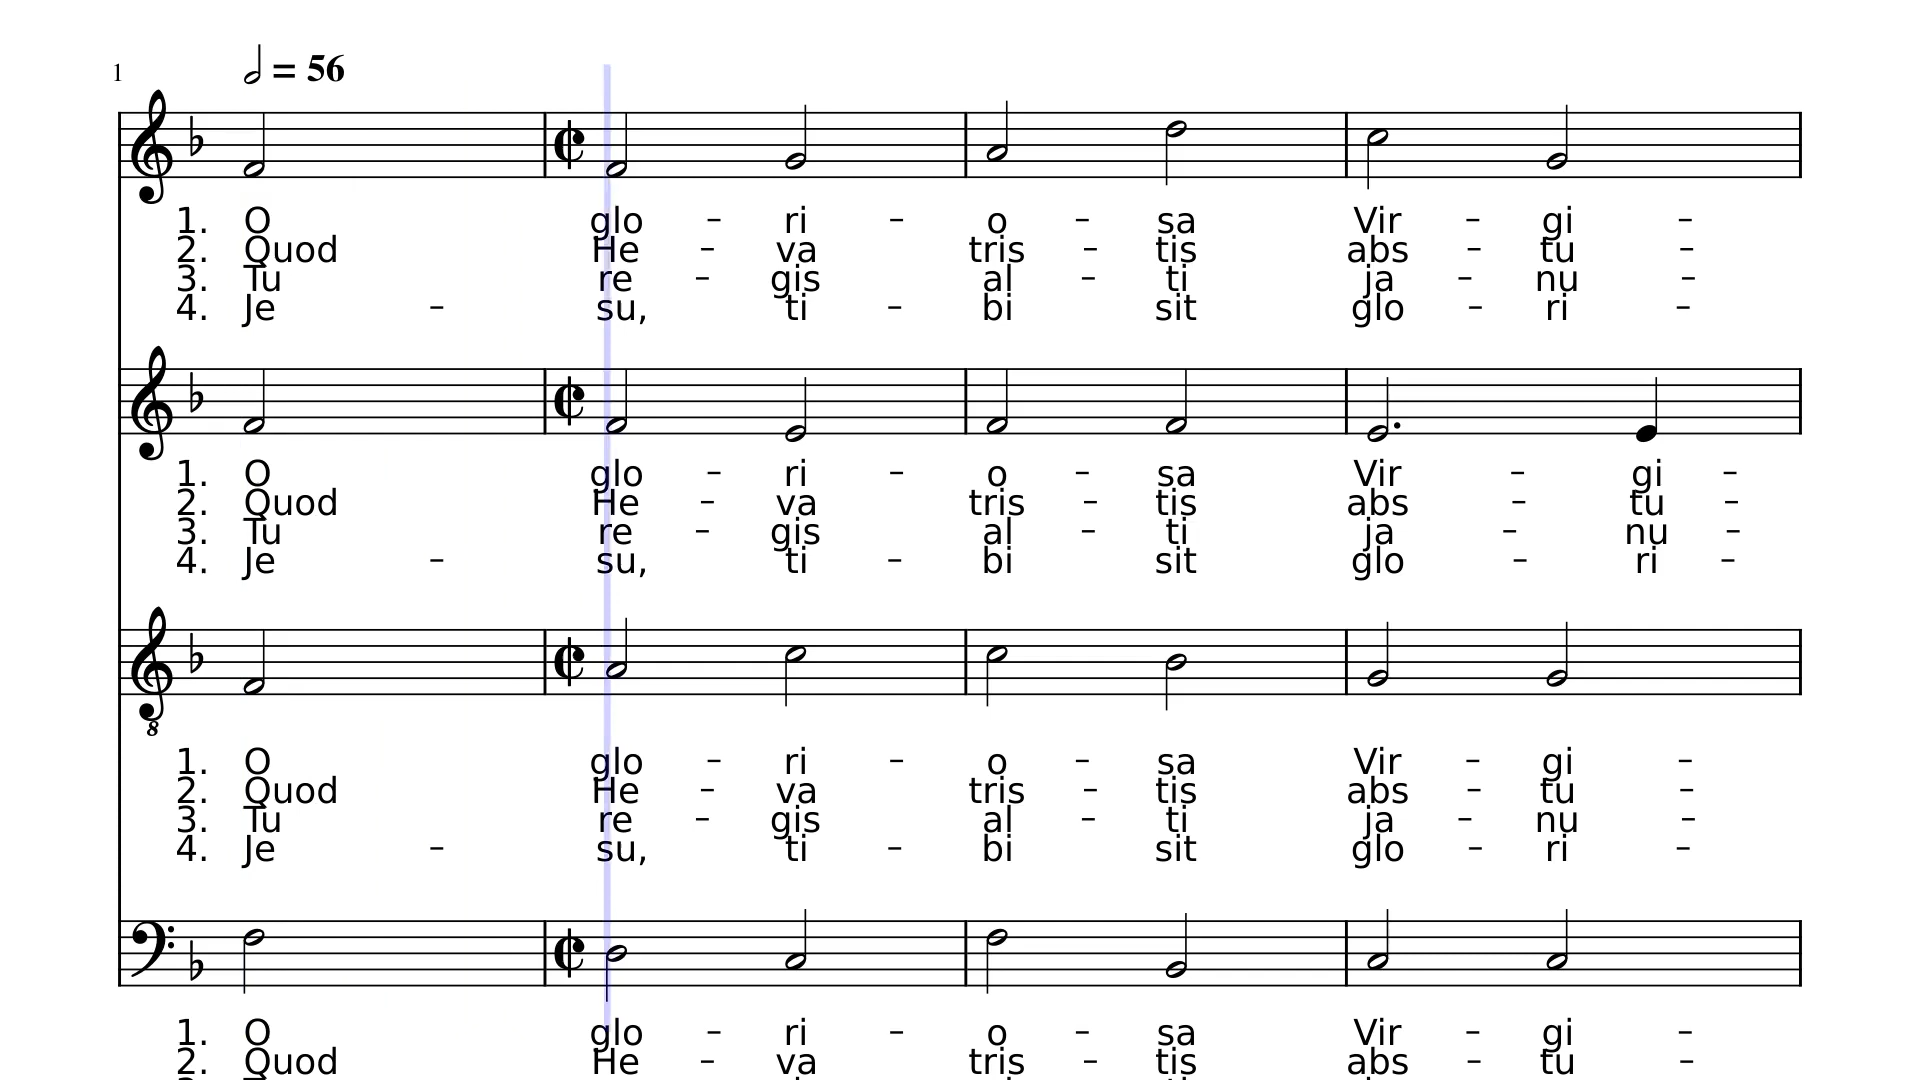 1 𝅗𝅥 = 56
1. O glo – ri – o – sa Vir – gi –
2. Quod He – va tris – tis abs – tu –
3. Tu re – gis al – ti ja – nu –
4. Je – su, ti – bi sit glo – ri –
1. O glo – ri – o – sa Vir – gi –
2. Quod He – va tris – tis abs – tu –
3. Tu re – gis al – ti ja – nu –
4. Je – su, ti – bi sit glo – ri –
8
1. O glo – ri – o – sa Vir – gi –
2. Quod He – va tris – tis abs – tu –
3. Tu re – gis al – ti ja – nu –
4. Je – su, ti – bi sit glo – ri –
1. O glo – ri – o – sa Vir – gi –
2. Quod He – va tris – tis abs – tu –